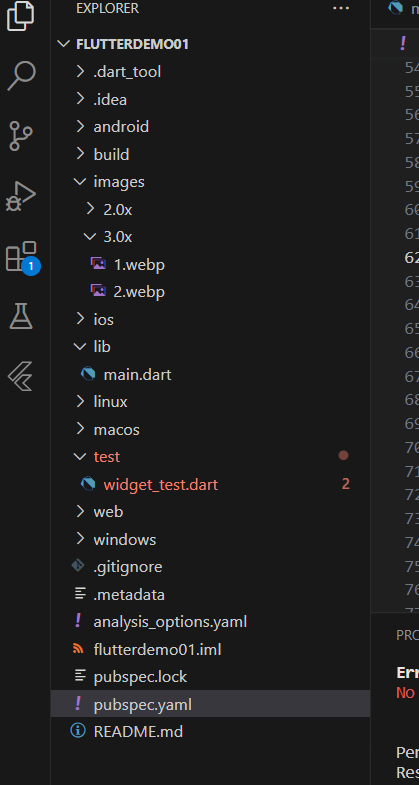 EXPLORER
...
FLUTTERDEMO01
.dart_tool
.idea
android
build
images
2.0x
3.0x
1.webp
2.webp
ios
lib
main.dart
linux
macos
test
widget_test.dart 2
web
windows
.gitignore
.metadata
! analysis_options.yaml
flutterdemo01.iml
pubspec.lock
! pubspec.yaml
README.md
1
m
!
54
55
56
57
58
59
60
61
62
63
64
65
66
67
68
69
70
71
72
73
74
75
76
77
PRO
Err
No
Per
Res